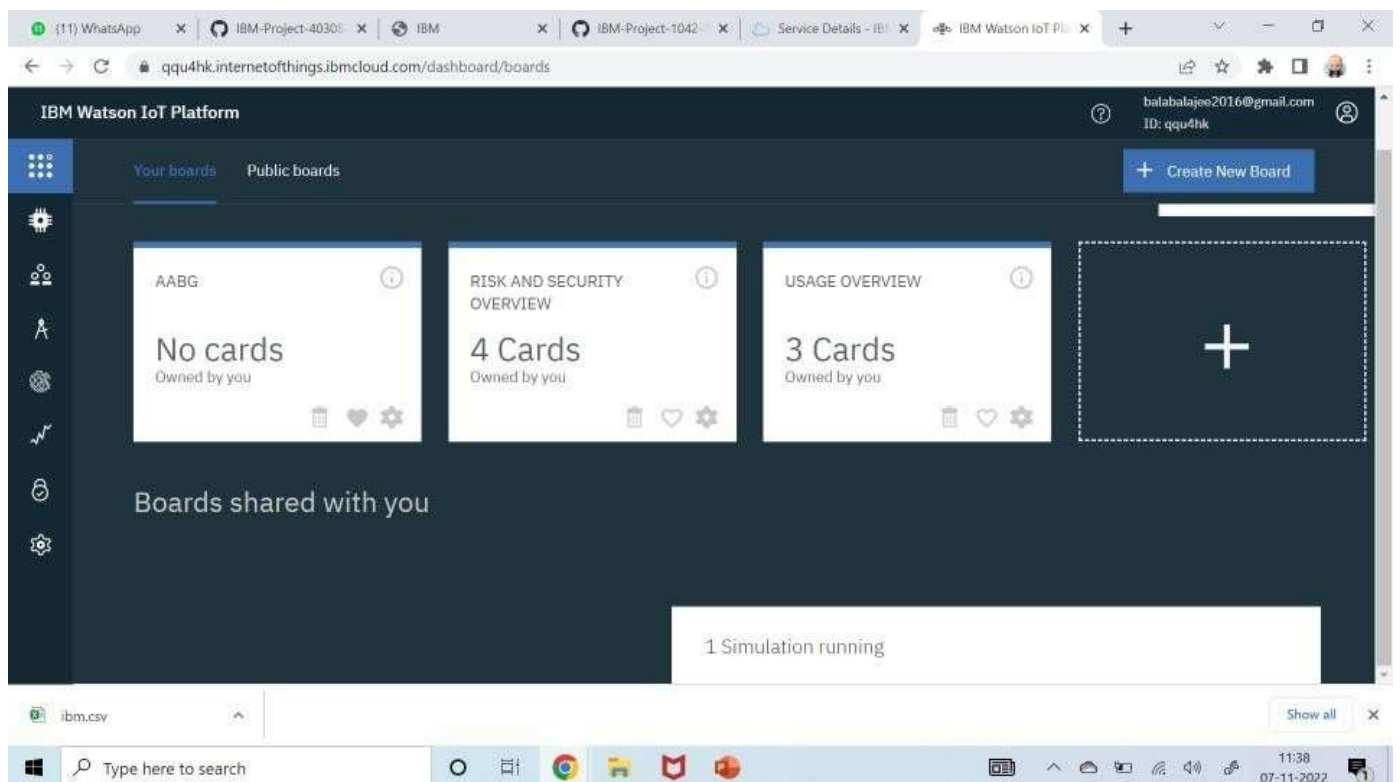 (11) WhatsApp
IBM-Project-40305
IBM
IBM-Project-1042-
Service Details - IB
IBM Watson IoT Pl
qqu4hk.internetofthings.ibmcloud.com/dashboard/boards
IBM Watson IoT Platform
balabalajee2016@gmail.com
ID: qqu4hk
Your boards
Public boards
Create New Board
AABG
No cards
Owned by you
RISK AND SECURITY
OVERVIEW
4 Cards
Owned by you
USAGE OVERVIEW
3 Cards
Owned by you
Boards shared with you
1 Simulation running
ibm.csv
Show all
Type here to search
11:38
07-11-2022
1